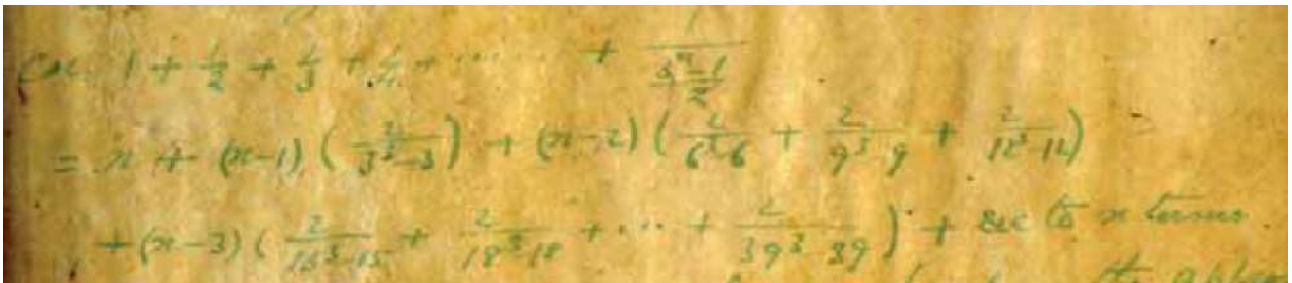 Ex. 1 + 1/2 + 1/3 + 1/4 + ...... + 1/((3^n - 1)/2)
= n + (n-1) (2/(3^3-3)) + (n-2) (2/(6^3-6) + 2/(9^3-9) + 2/(12^3-12))
+ (n-3) (2/(15^3-15) + 2/(18^3-18) + ... + 2/(39^3-39)) + &c to n terms.